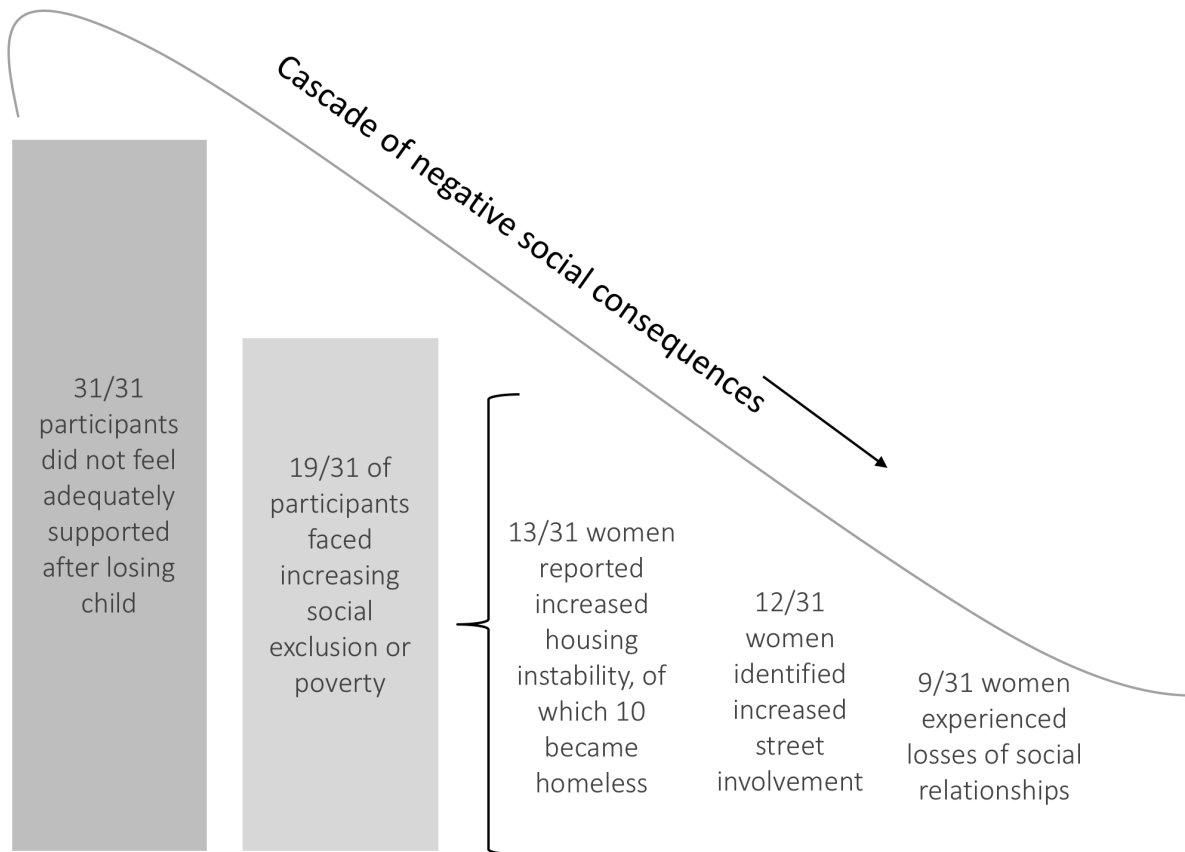 Cascade of negative social consequences
31/31
participants
did not feel
adequately
supported
after losing
child
19/31 of
participants
faced
increasing
social
exclusion or
poverty
13/31 women
reported
increased
housing
instability, of
which 10
became
homeless
12/31
women
identified
increased
street
involvement
9/31 women
experienced
losses of social
relationships